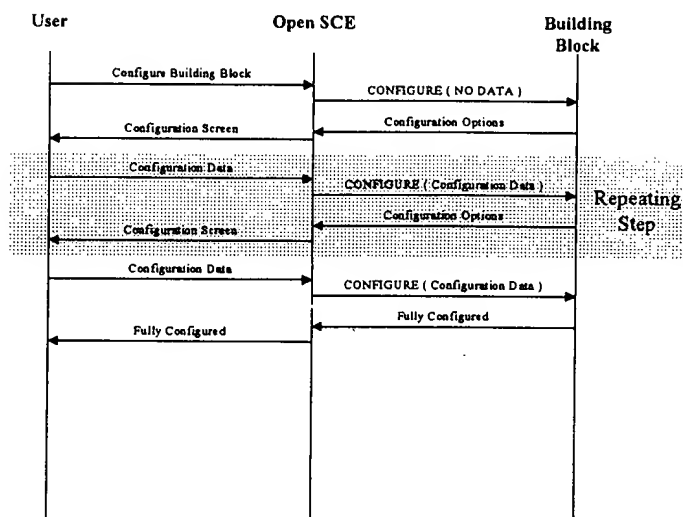 User
Open SCE
Building
Block
Configure Building Block
CONFIGURE ( NO DATA )
Configuration Options
Configuration Screen
Configuration Data
CONFIGURE ( Configuration Data )
Repeating
Step
Configuration Options
Configuration Screen
Configuration Data
CONFIGURE ( Configuration Data )
Fully Configured
Fully Configured